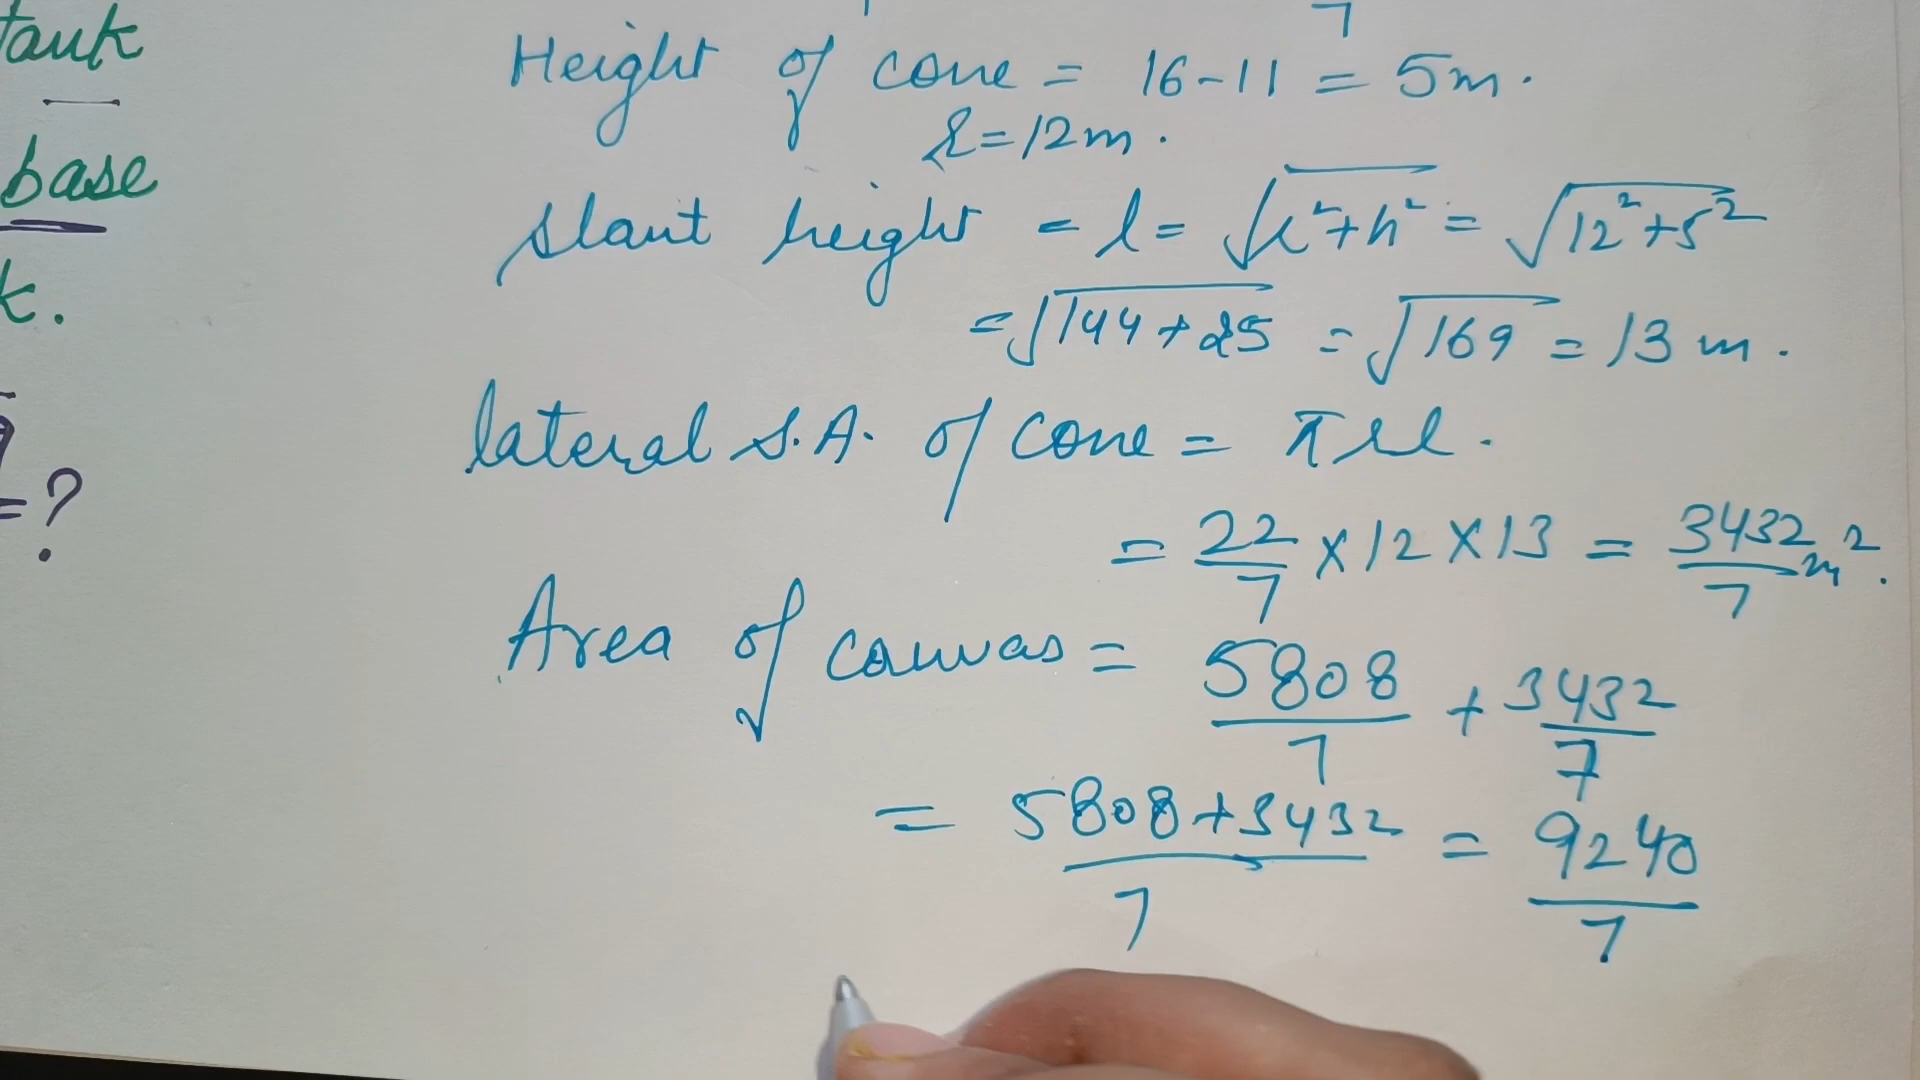 tank
base
k.
=?
7
Height of cone = 16-11 = 5m.
r=12m.
slant height = l = √r²+h² = √12²+5²
=√144+25 = √169 = 13 m.
lateral S.A. of cone = πrl.
= 22/7 × 12 × 13 = 3432/7 m².
Area of canvas = 5808/7 + 3432/7
= 5808+3432/7 = 9240/7